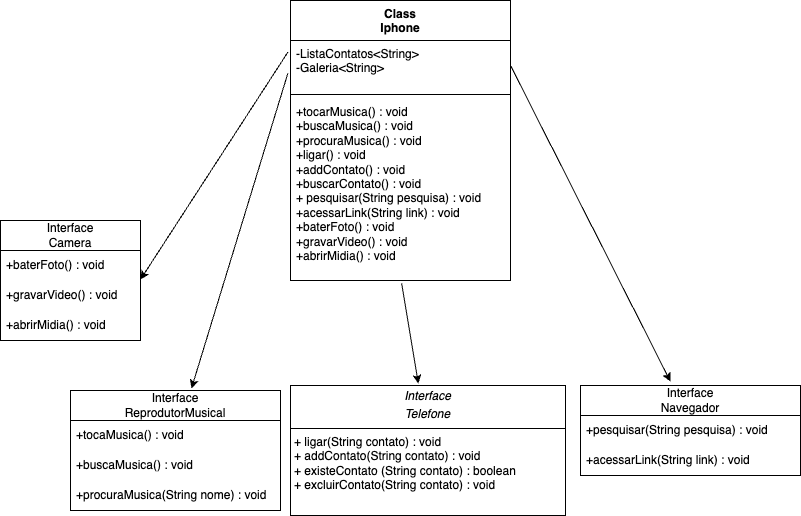 Class
Iphone
-ListaContatos<String>
-Galeria<String>
+tocarMusica() : void
+buscaMusica() : void
+procuraMusica() : void
+ligar() : void
+addContato() : void
+buscarContato() : void
+ pesquisar(String pesquisa) : void
+acessarLink(String link) : void
+baterFoto() : void
+gravarVideo() : void
+abrirMidia() : void
Interface
Camera
+baterFoto() : void
+gravarVideo() : void
+abrirMidia() : void
Interface
ReprodutorMusical
+tocaMusica() : void
+buscaMusica() : void
+procuraMusica(String nome) : void
Interface
Telefone
+ ligar(String contato) : void
+ addContato(String contato) : void
+ existeContato (String contato) : boolean
+ excluirContato(String contato) : void
Interface
Navegador
+pesquisar(String pesquisa) : void
+acessarLink(String link) : void